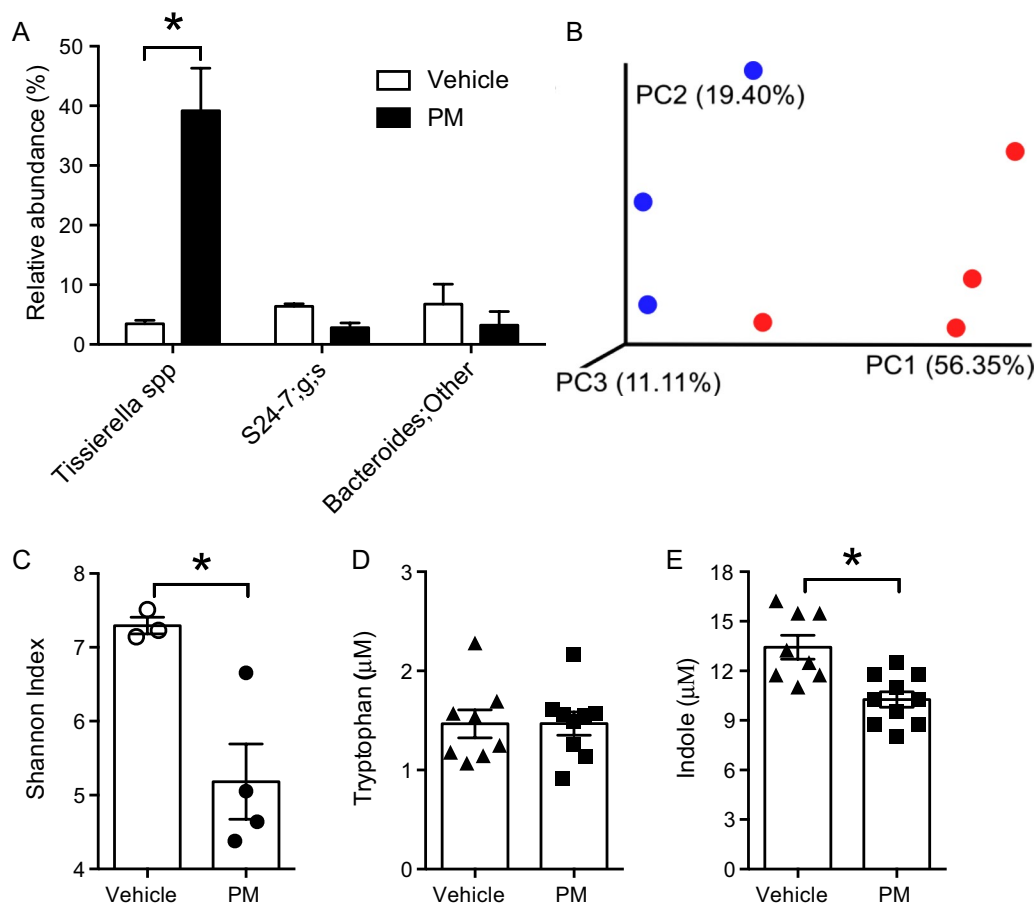 A
*
50
40
30
20
10
0
Relative abundance (%)
Vehicle
PM
Tissierella spp
S24-7;g;s
Bacteroides;Other
B
PC2 (19.40%)
PC1 (56.35%)
PC3 (11.11%)
C
*
8
7
6
5
4
Shannon Index
Vehicle
PM
D
3
2
1
0
Tryptophan (μM)
Vehicle
PM
E
*
18
15
12
9
6
3
0
Indole (μM)
Vehicle
PM